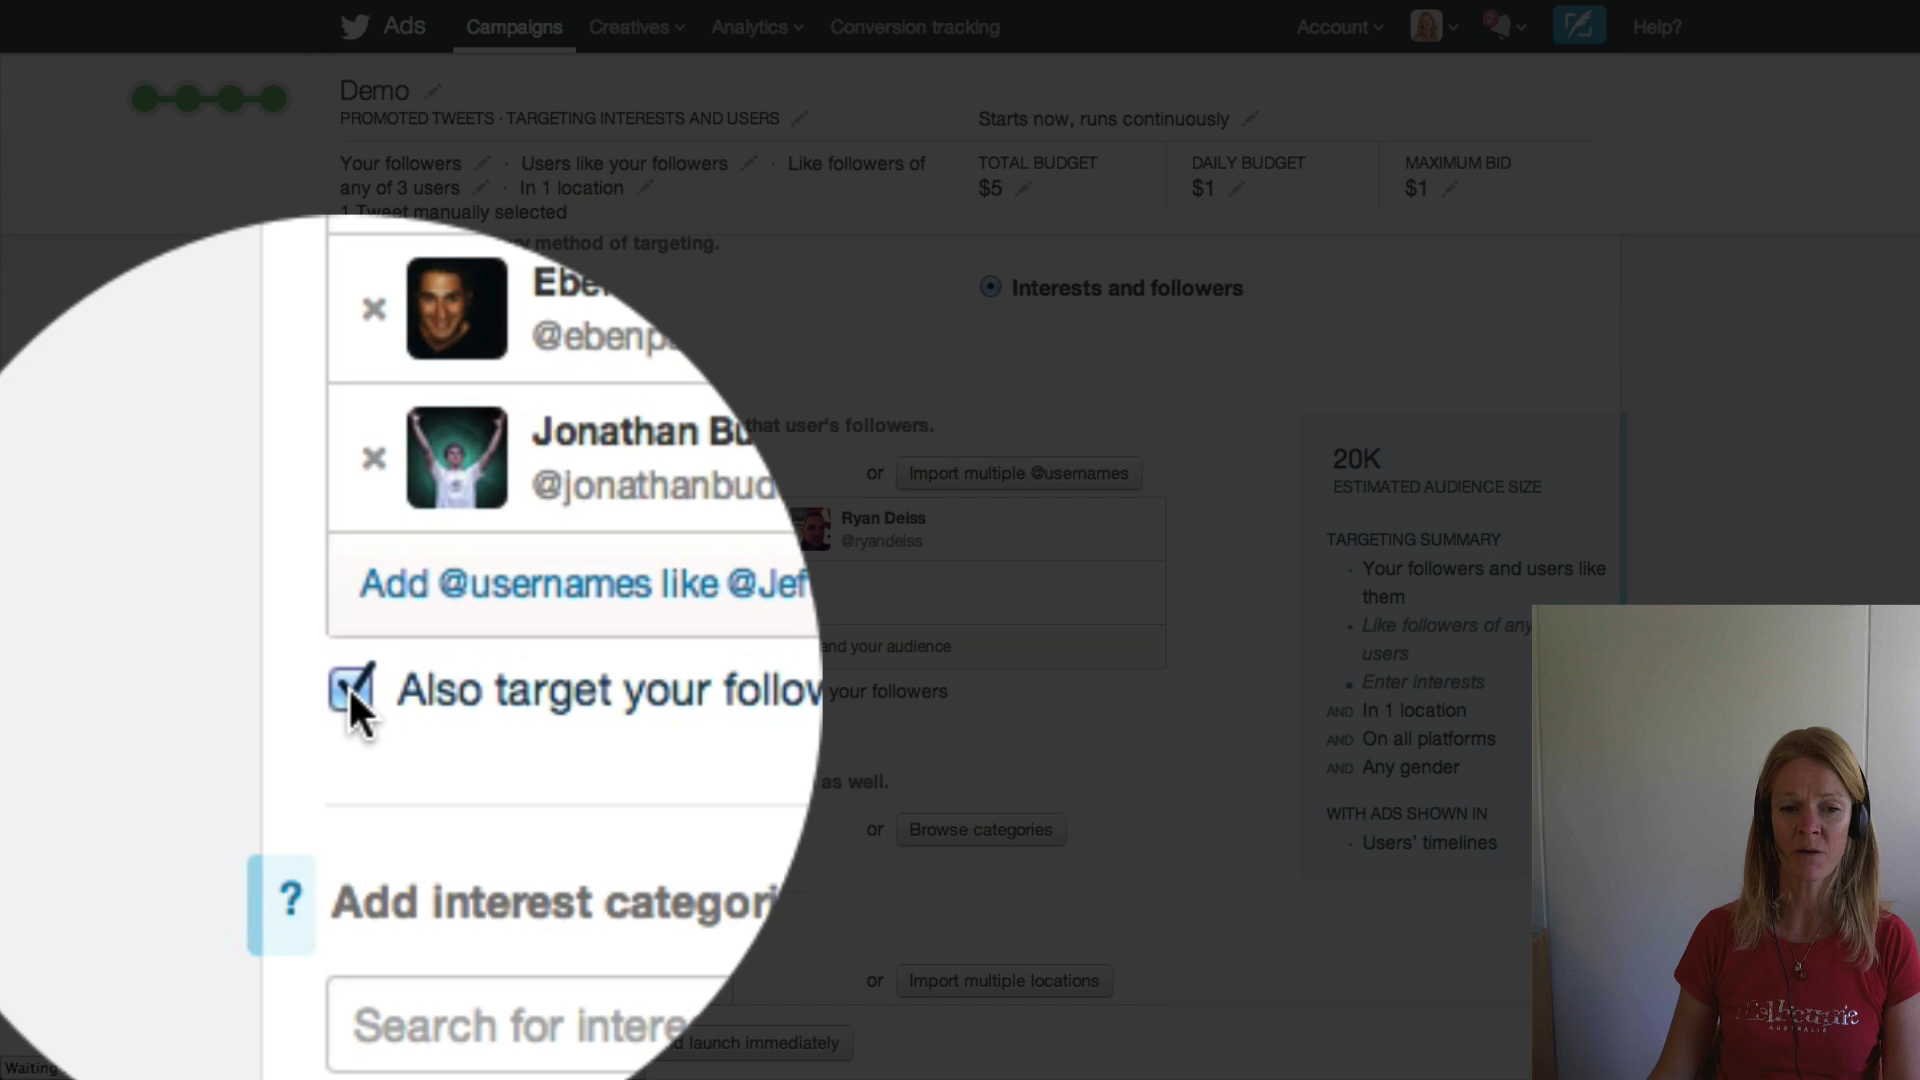 Ads Campaigns Creatives Analytics Conversion tracking Account 2 Help?
Demo
PROMOTED TWEETS · TARGETING INTERESTS AND USERS
Starts now, runs continuously
Your followers · Users like your followers · Like followers of
any of 3 users · In 1 location
1 Tweet manually selected
TOTAL BUDGET
$5
DAILY BUDGET
$1
MAXIMUM BID
$1
method of targeting.
Interests and followers
@ebenp
Jonathan Bu
@jonathanbud
that user's followers.
or Import multiple @usernames
Ryan Deiss
@ryandeiss
Add @usernames like @Jef
and your audience
Also target your follow your followers
as well.
or Browse categories
Add interest categori
or Import multiple locations
Search for intere
launch immediately
20K
ESTIMATED AUDIENCE SIZE
TARGETING SUMMARY
· Your followers and users like
them
• Like followers of any
users
Enter interests
AND In 1 location
AND On all platforms
AND Any gender
WITH ADS SHOWN IN
· Users' timelines
Waiting
Melbourne
AUSTRALIA